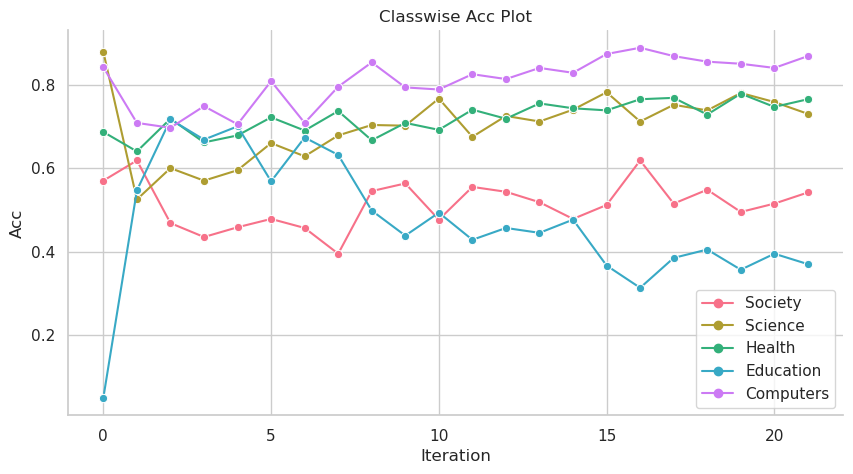 Classwise Acc Plot
Acc
0.8
0.6
0.4
0.2
0 5 10 15 20
Iteration
Society
Science
Health
Education
Computers